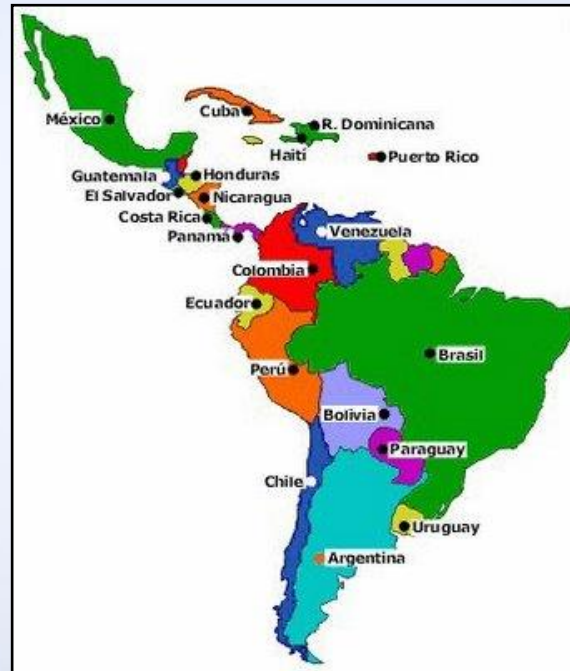 México
Cuba
R. Dominicana
Haití
Puerto Rico
Guatemala
Honduras
El Salvador
Nicaragua
Costa Rica
Panamá
Venezuela
Colombia
Ecuador
Brasil
Perú
Bolivia
Paraguay
Chile
Uruguay
Argentina